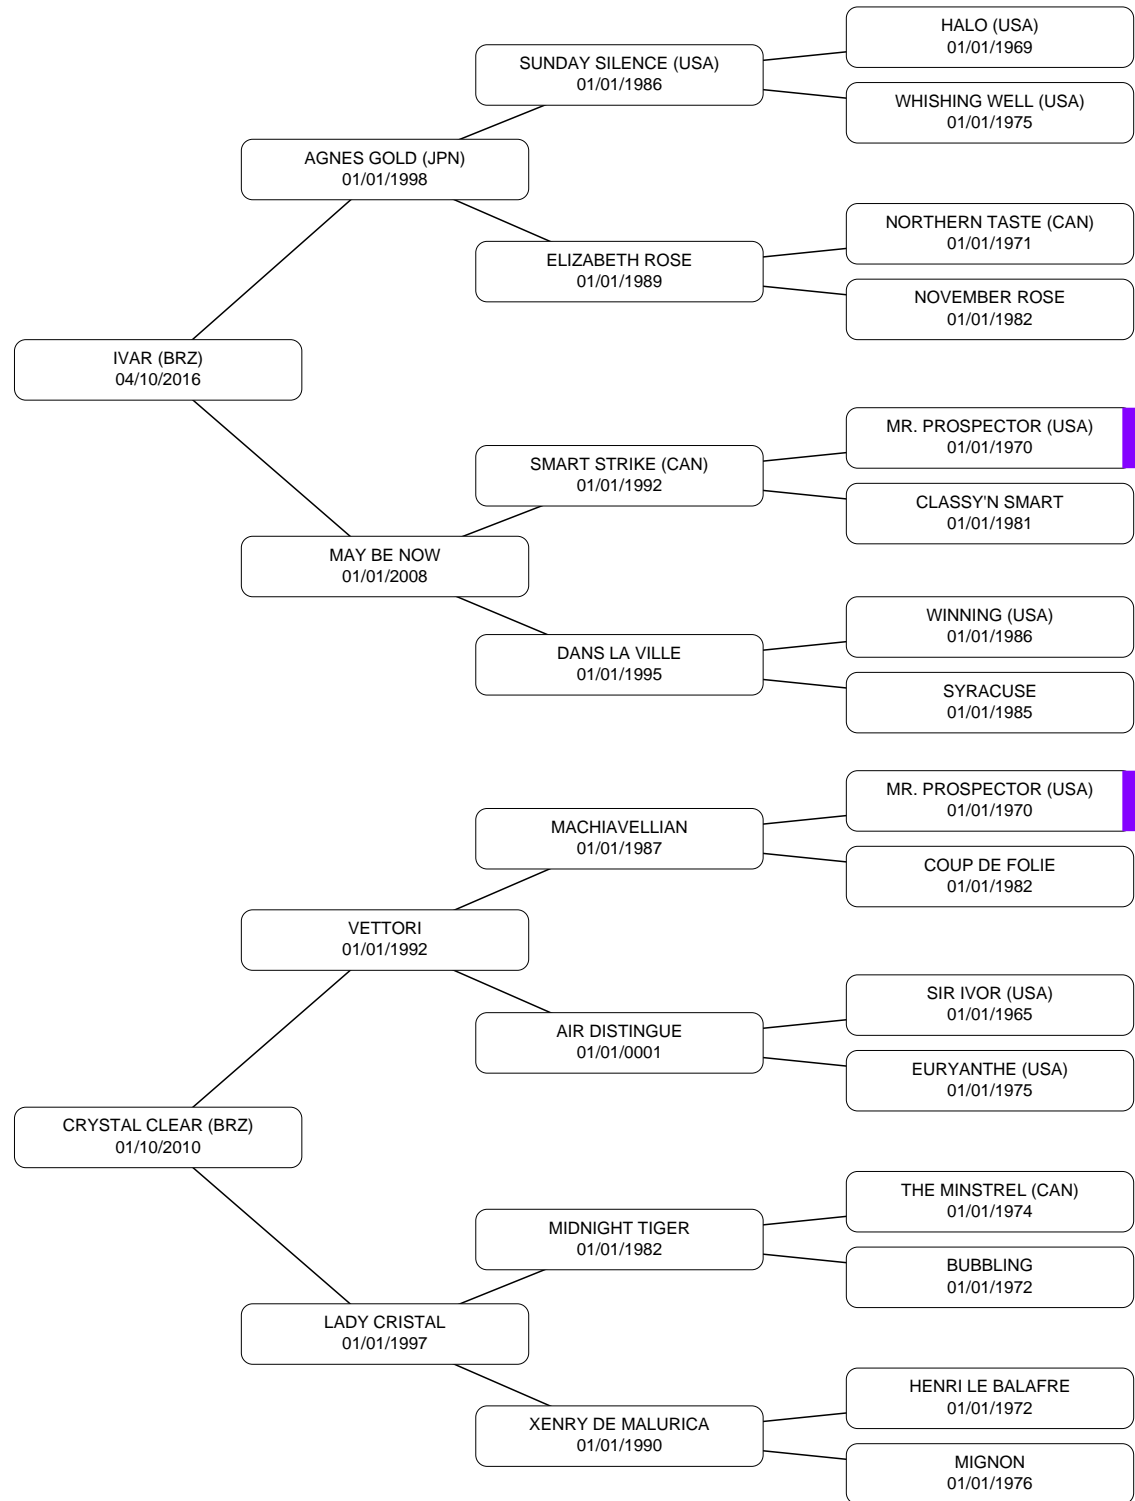 HALO (USA)
01/01/1969
SUNDAY SILENCE (USA)
01/01/1986
WHISHING WELL (USA)
01/01/1975
AGNES GOLD (JPN)
01/01/1998
NORTHERN TASTE (CAN)
01/01/1971
ELIZABETH ROSE
01/01/1989
NOVEMBER ROSE
01/01/1982
IVAR (BRZ)
04/10/2016
MR. PROSPECTOR (USA)
01/01/1970
SMART STRIKE (CAN)
01/01/1992
CLASSY'N SMART
01/01/1981
MAY BE NOW
01/01/2008
WINNING (USA)
01/01/1986
DANS LA VILLE
01/01/1995
SYRACUSE
01/01/1985
MR. PROSPECTOR (USA)
01/01/1970
MACHIAVELLIAN
01/01/1987
COUP DE FOLIE
01/01/1982
VETTORI
01/01/1992
SIR IVOR (USA)
01/01/1965
AIR DISTINGUE
01/01/0001
EURYANTHE (USA)
01/01/1975
CRYSTAL CLEAR (BRZ)
01/10/2010
THE MINSTREL (CAN)
01/01/1974
MIDNIGHT TIGER
01/01/1982
BUBBLING
01/01/1972
LADY CRISTAL
01/01/1997
HENRI LE BALAFRE
01/01/1972
XENRY DE MALURICA
01/01/1990
MIGNON
01/01/1976